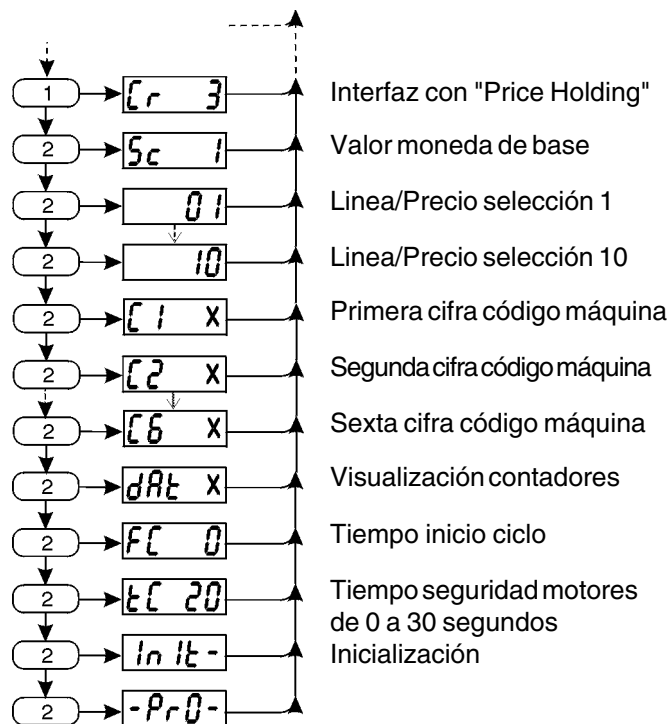 1 Cr 3 Interfaz con "Price Holding"
2 Sc 1 Valor moneda de base
2 01 Linea/Precio selección 1
2 10 Linea/Precio selección 10
2 C1 X Primera cifra código máquina
2 C2 X Segunda cifra código máquina
2 C6 X Sexta cifra código máquina
2 dAt X Visualización contadores
2 FC 0 Tiempo inicio ciclo
2 tC 20 Tiempo seguridad motores
de 0 a 30 segundos
2 InIt- Inicialización
2 -Pr0-